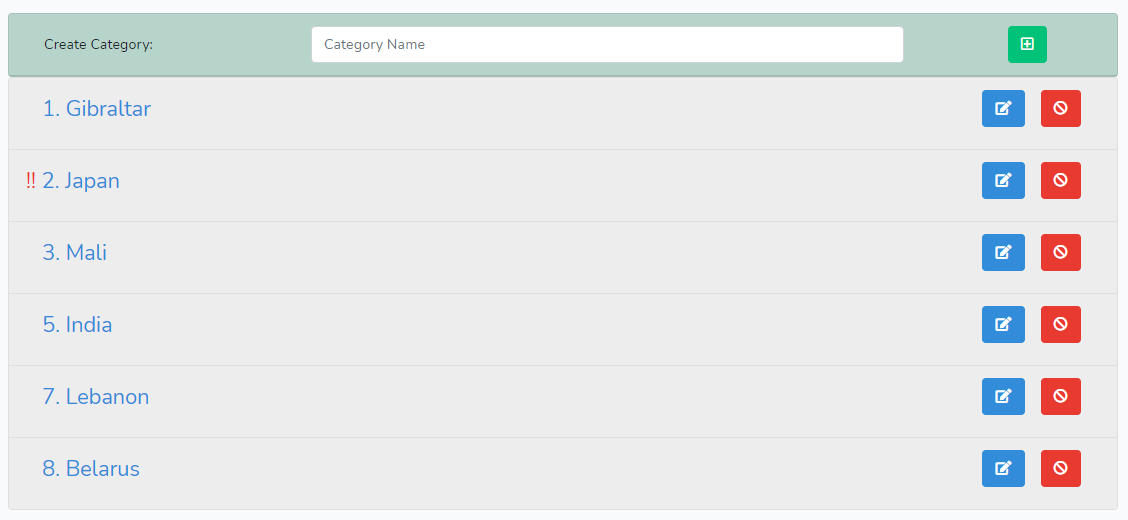 Create Category:
Category Name
1. Gibraltar
!! 2. Japan
3. Mali
5. India
7. Lebanon
8. Belarus